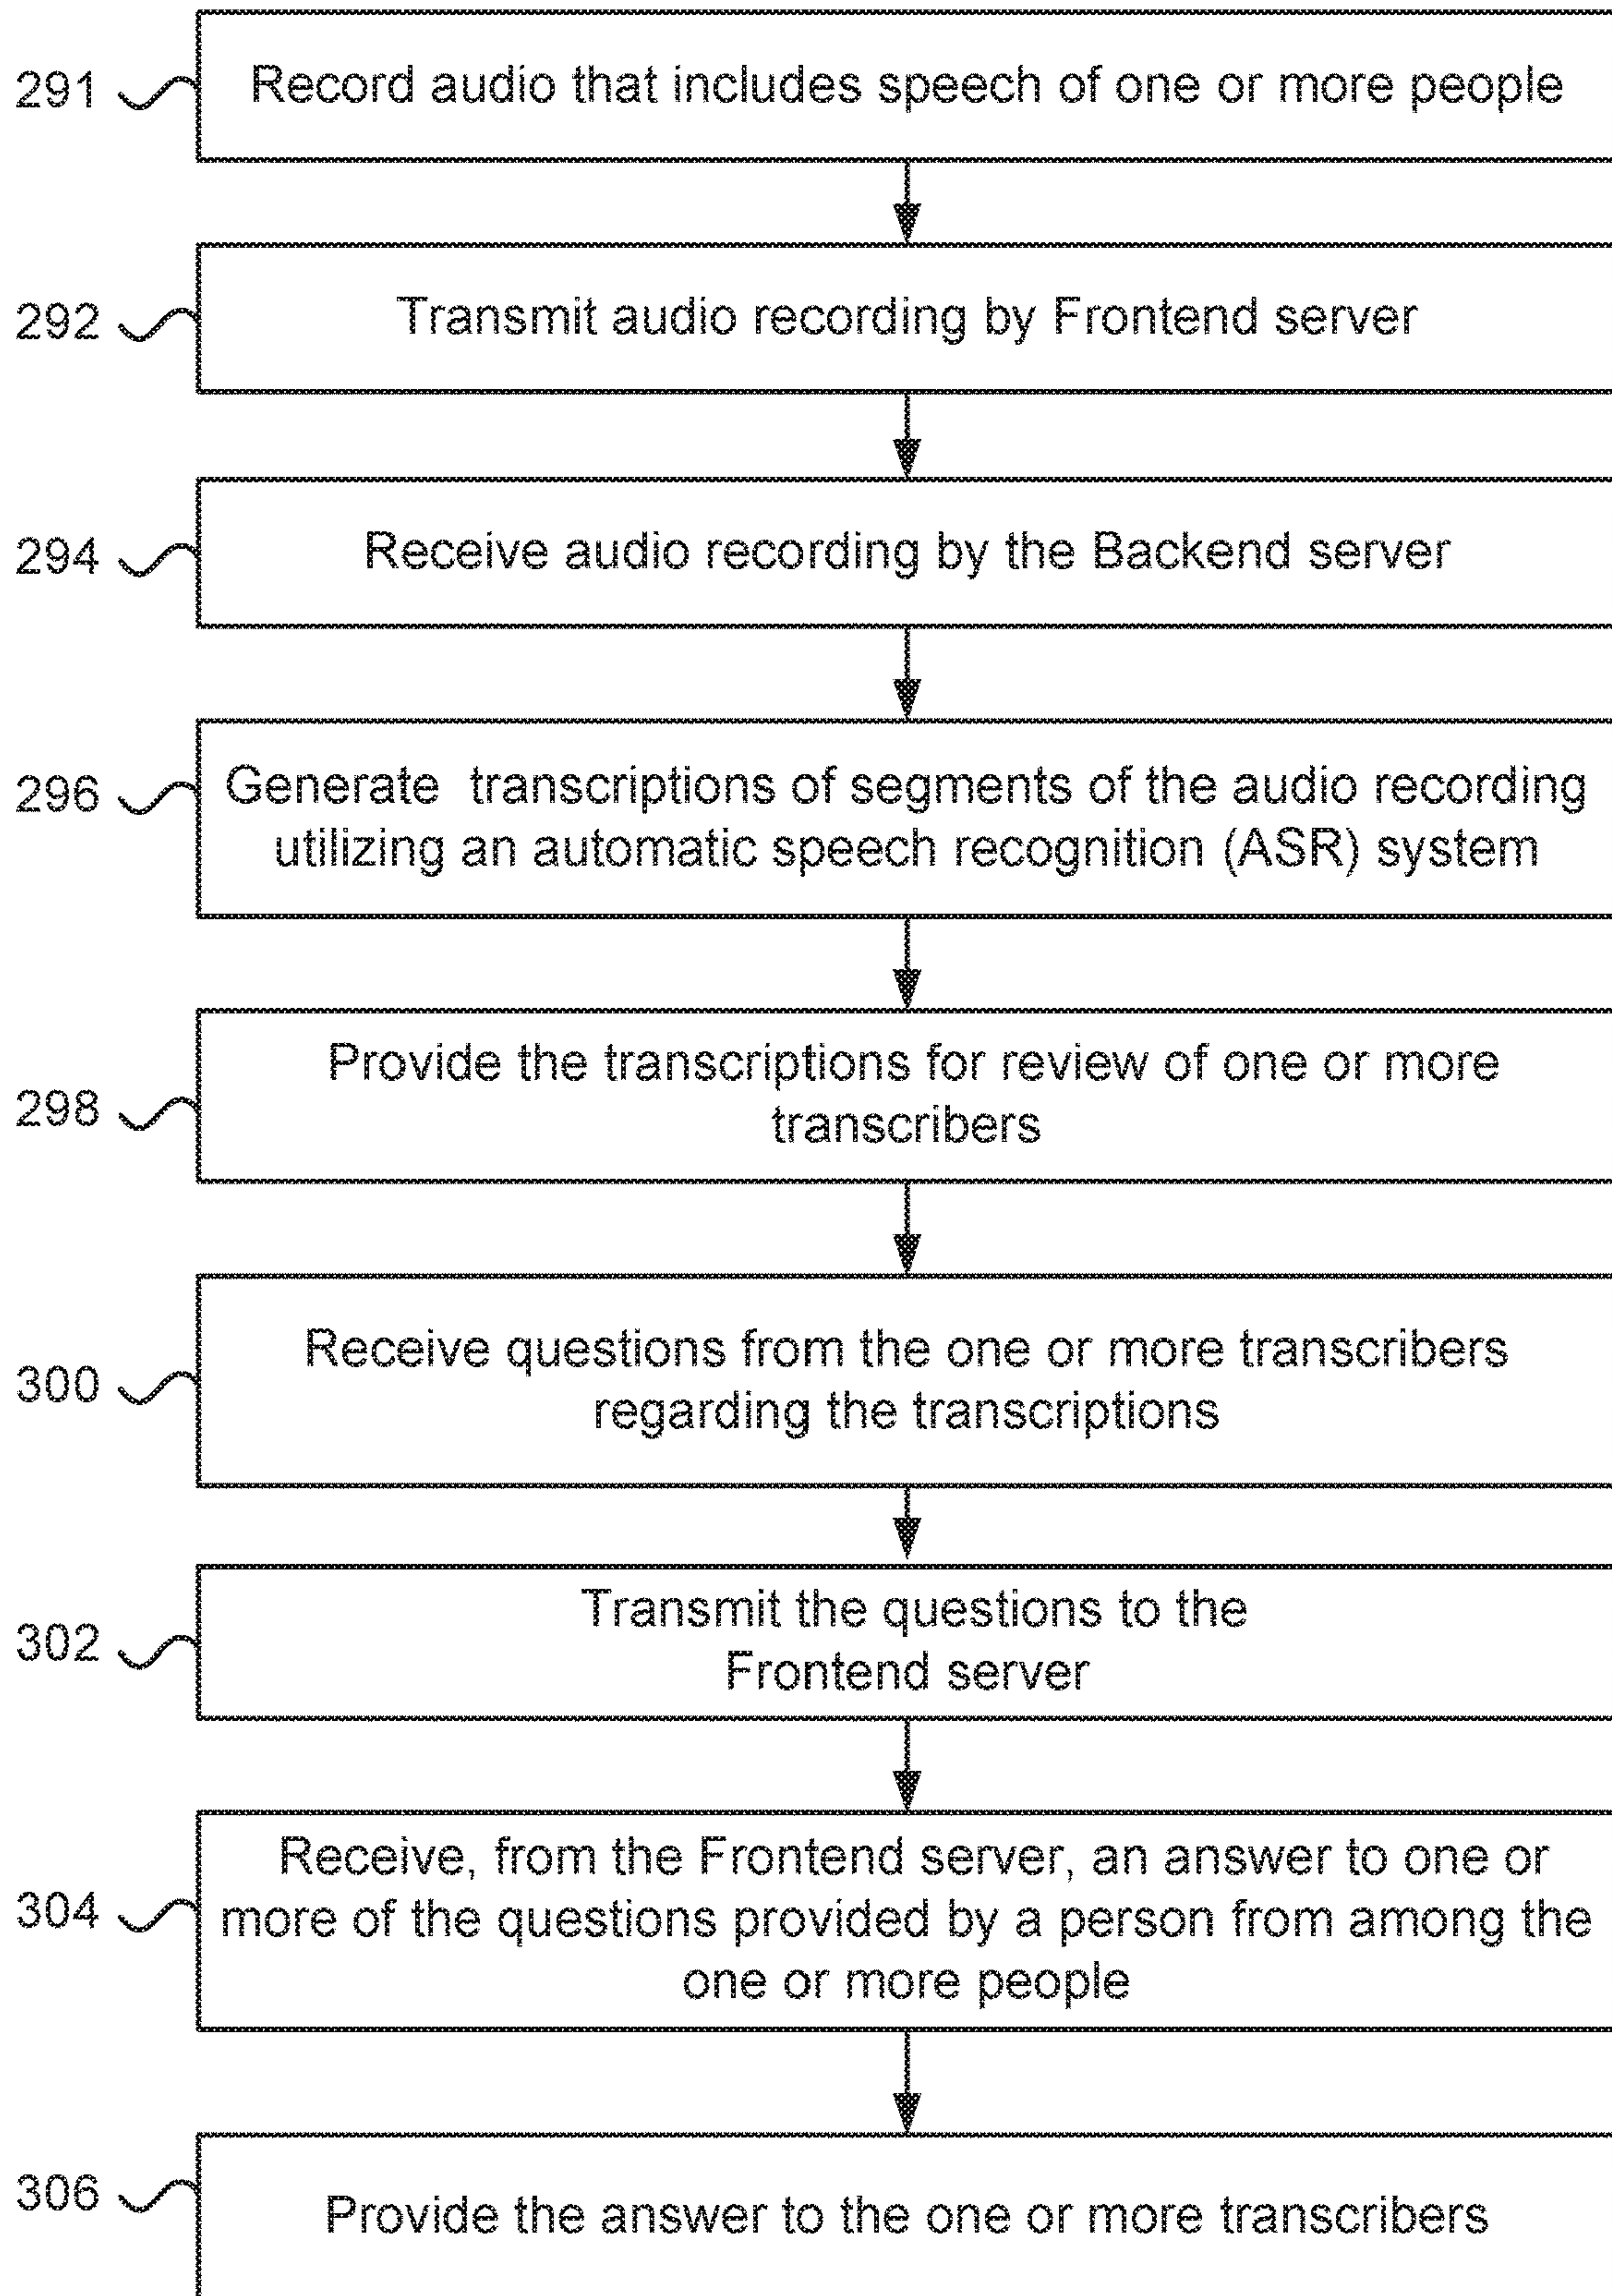 291
Record audio that includes speech of one or more people
292
Transmit audio recording by Frontend server
294
Receive audio recording by the Backend server
296
Generate transcriptions of segments of the audio recording
utilizing an automatic speech recognition (ASR) system
298
Provide the transcriptions for review of one or more
transcribers
300
Receive questions from the one or more transcribers
regarding the transcriptions
302
Transmit the questions to the
Frontend server
304
Receive, from the Frontend server, an answer to one or
more of the questions provided by a person from among the
one or more people
306
Provide the answer to the one or more transcribers